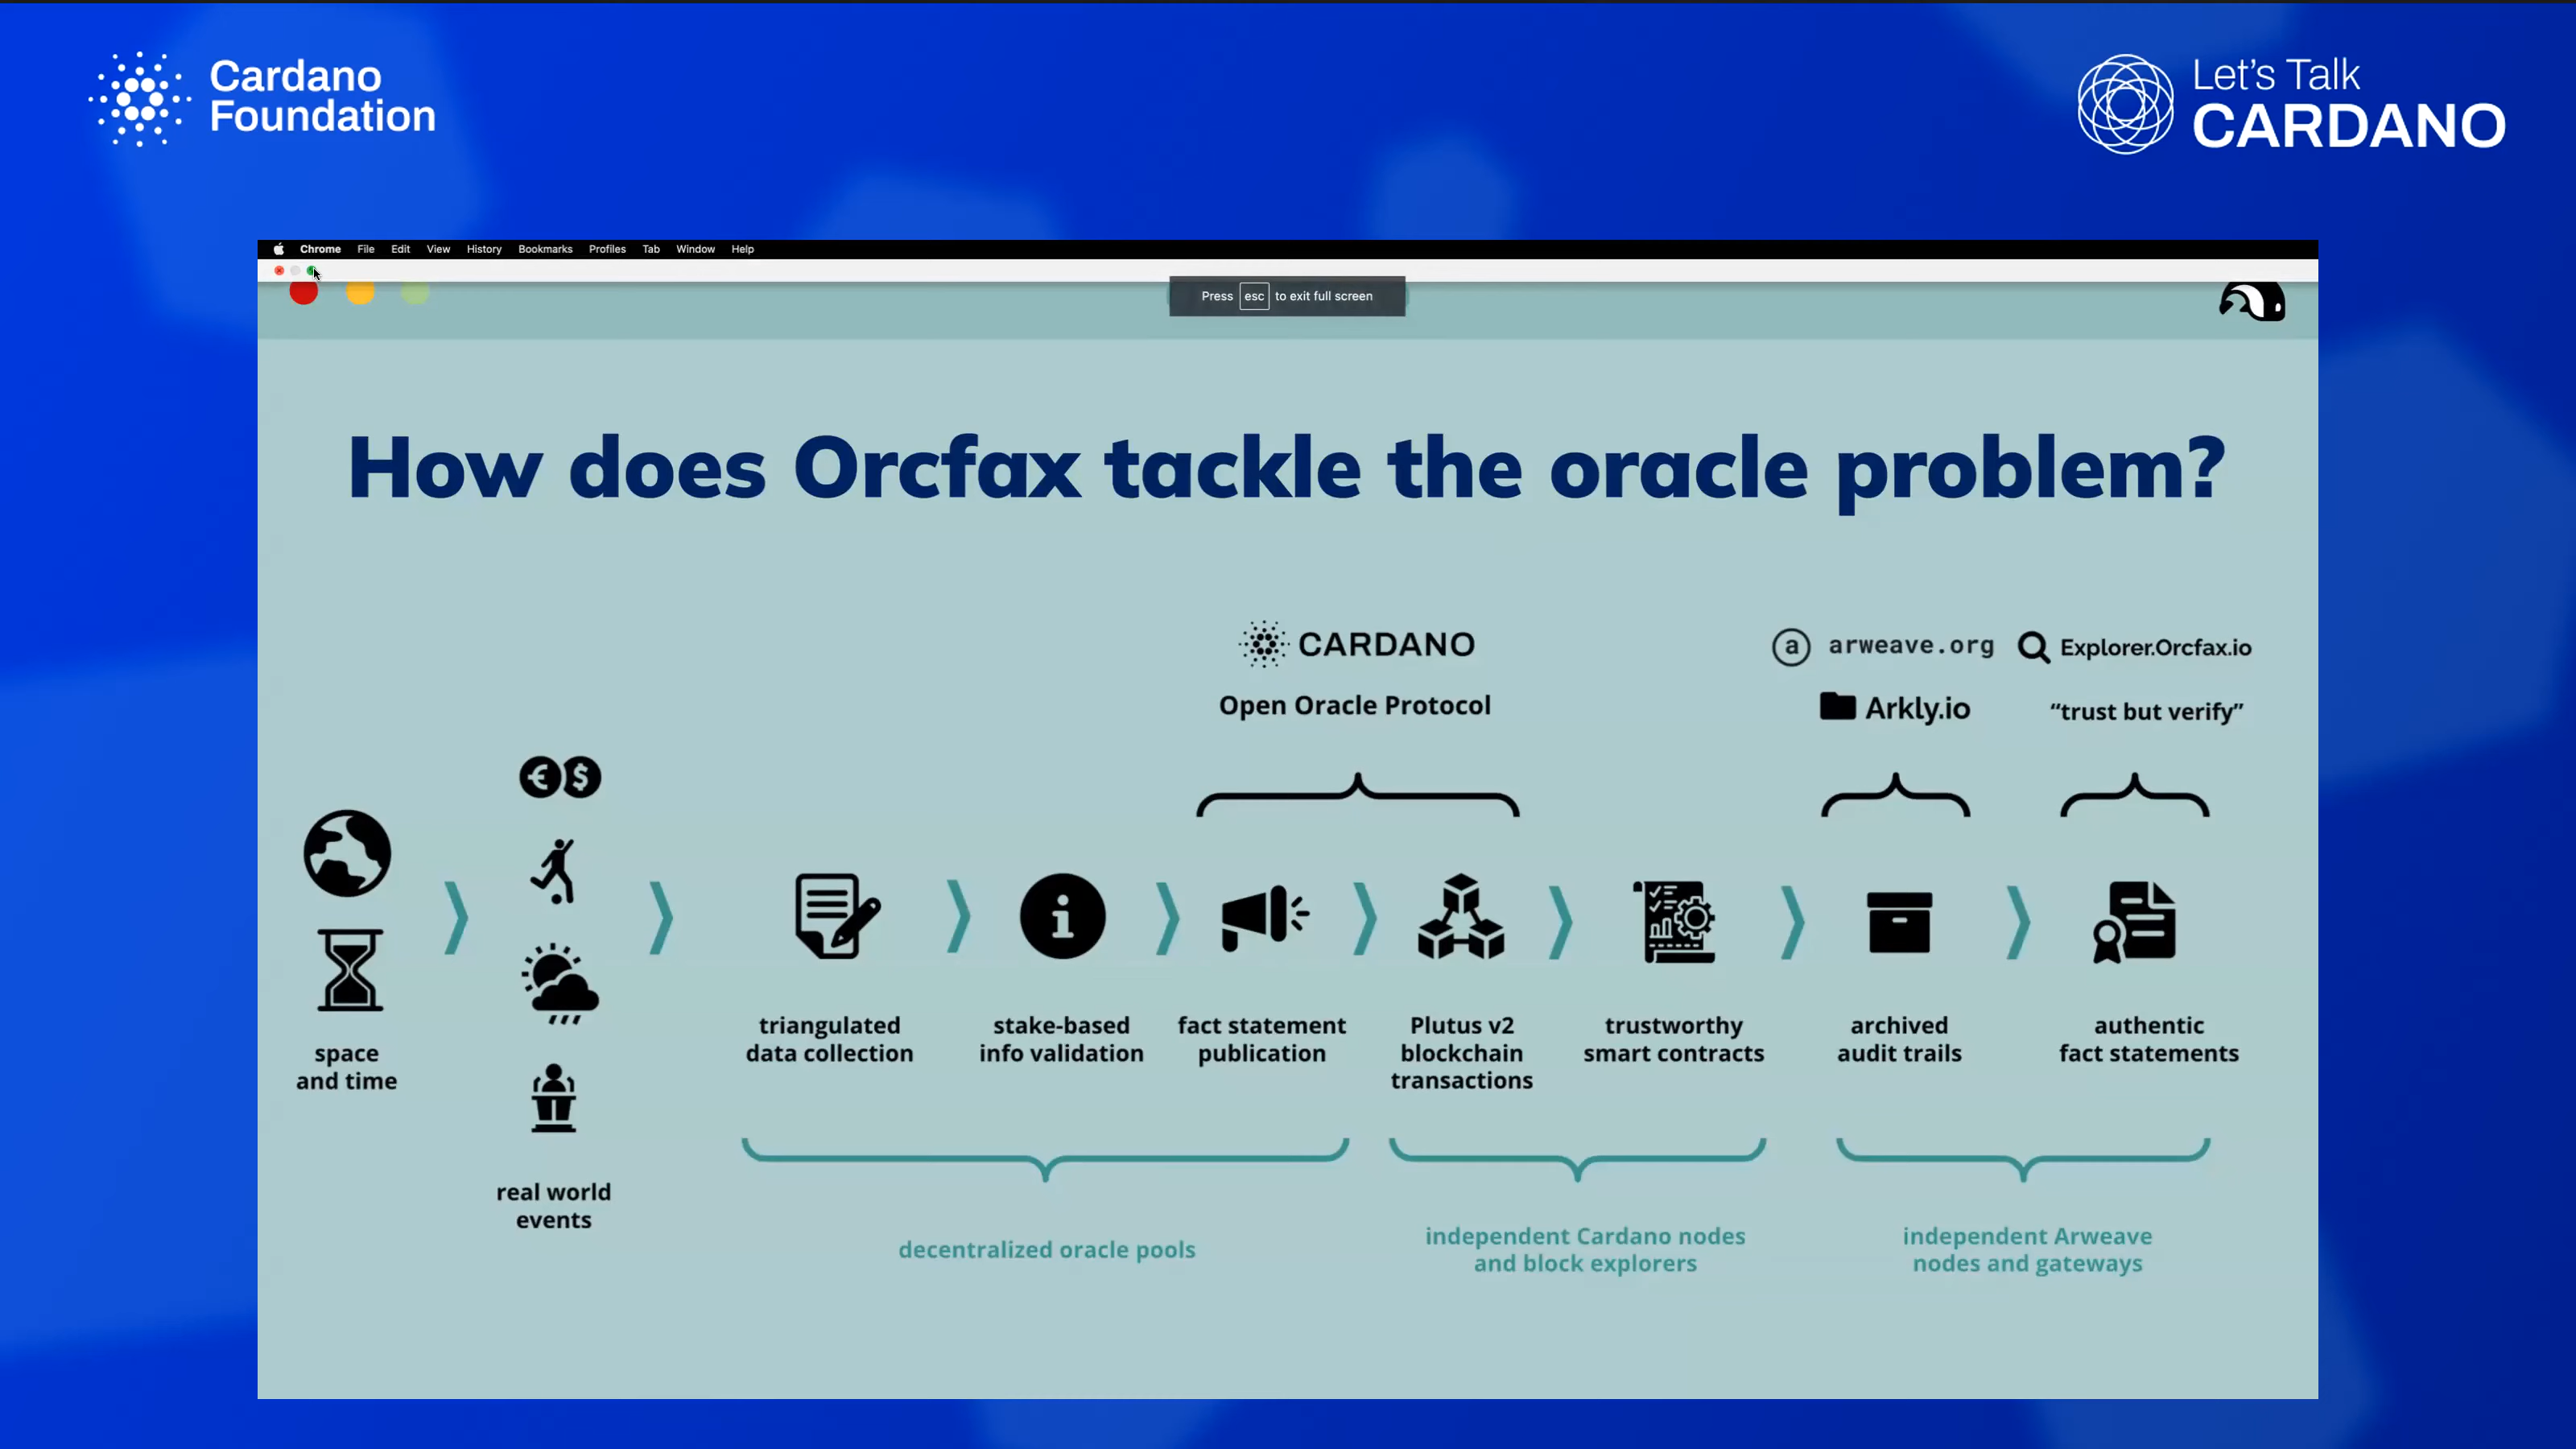 Cardano
Foundation
Let's Talk
CARDANO
Chrome File Edit View History Bookmarks Profiles Tab Window Help
Press esc to exit full screen
How does Orcfax tackle the oracle problem?
CARDANO
Open Oracle Protocol
a arweave.org
Arkly.io
Explorer.Orcfax.io
“trust but verify”
€ $
space
and time
real world
events
i
triangulated
data collection
stake-based
info validation
fact statement
publication
Plutus v2
blockchain
transactions
trustworthy
smart contracts
archived
audit trails
authentic
fact statements
decentralized oracle pools
independent Cardano nodes
and block explorers
independent Arweave
nodes and gateways